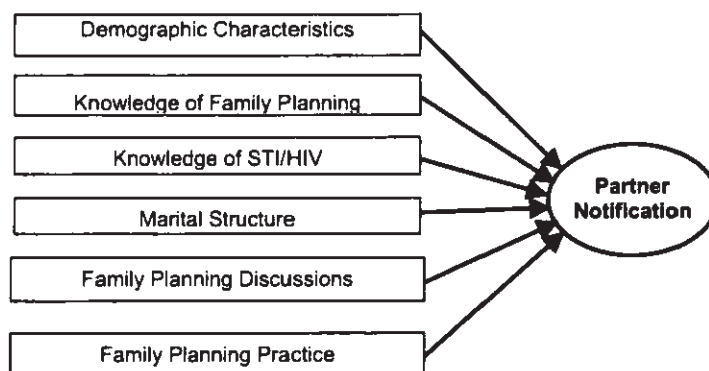 Demographic Characteristics
Knowledge of Family Planning
Knowledge of STI/HIV
Marital Structure
Family Planning Discussions
Family Planning Practice
Partner
Notification